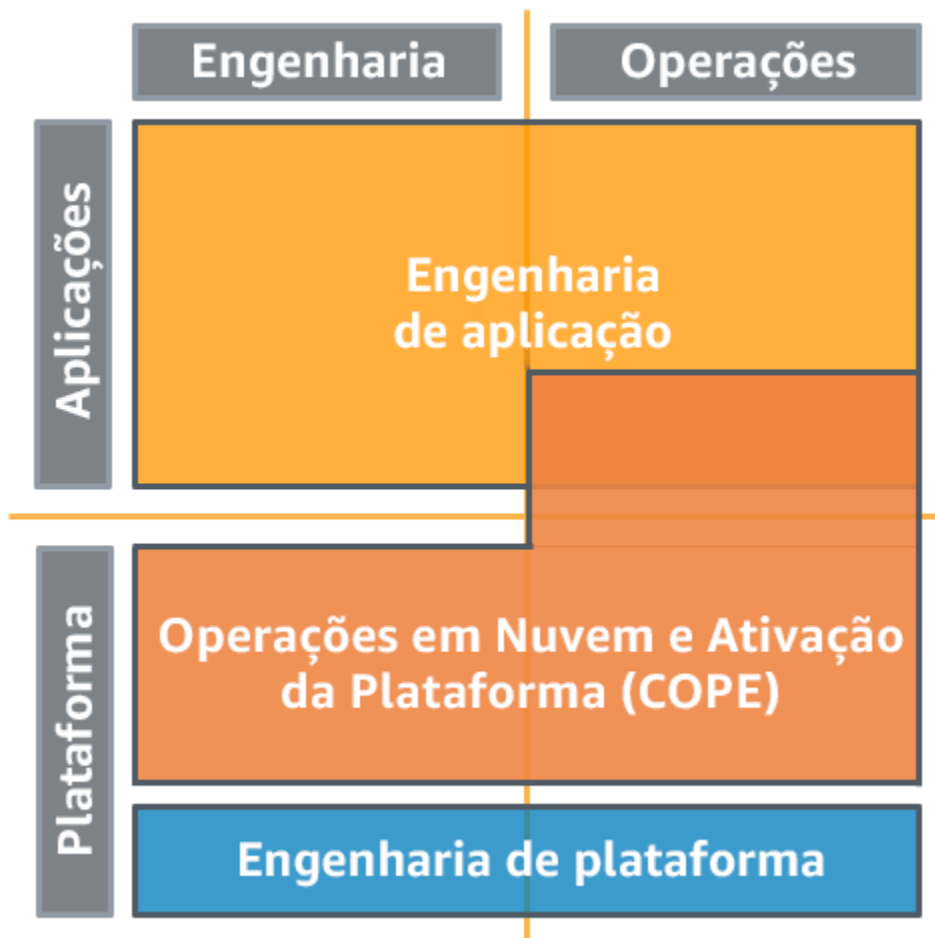 Engenharia
Operações
Aplicações
Engenharia
de aplicação
Plataforma
Operações em Nuvem e Ativação
da Plataforma (COPE)
Engenharia de plataforma